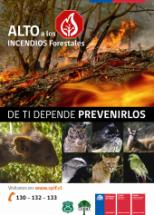 ALTO a los
INCENDIOS Forestales
DE TI DEPENDE PREVENIRLOS
130 - 132 - 133